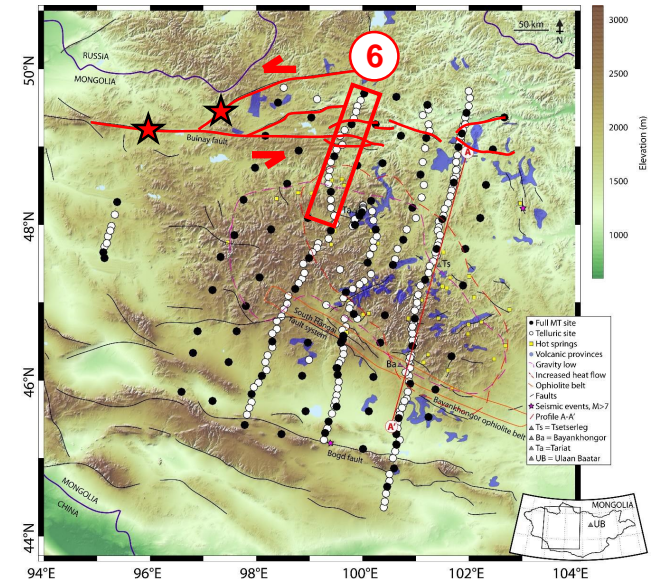 50 km
N
6
RUSSIA
MONGOLIA
Bulnay fault
A
Ta
Ts
South Hangai
fault system
Ba
Bayankhongor ophiolite belt
A'
Bogd fault
MONGOLIA
CHINA
50°N
48°N
46°N
44°N
94°E
96°E
98°E
100°E
102°E
104°E
3000
2500
2000
1500
1000
Elevation (m)
Full MT site
Telluric site
Hot springs
Volcanic provinces
Gravity low
Increased heat flow
Ophiolite belt
Faults
Seismic events, M>7
Profile A-A'
Ts = Tsetserleg
Ba = Bayankhongor
Ta = Tariat
UB = Ulaan Baatar
MONGOLIA
UB